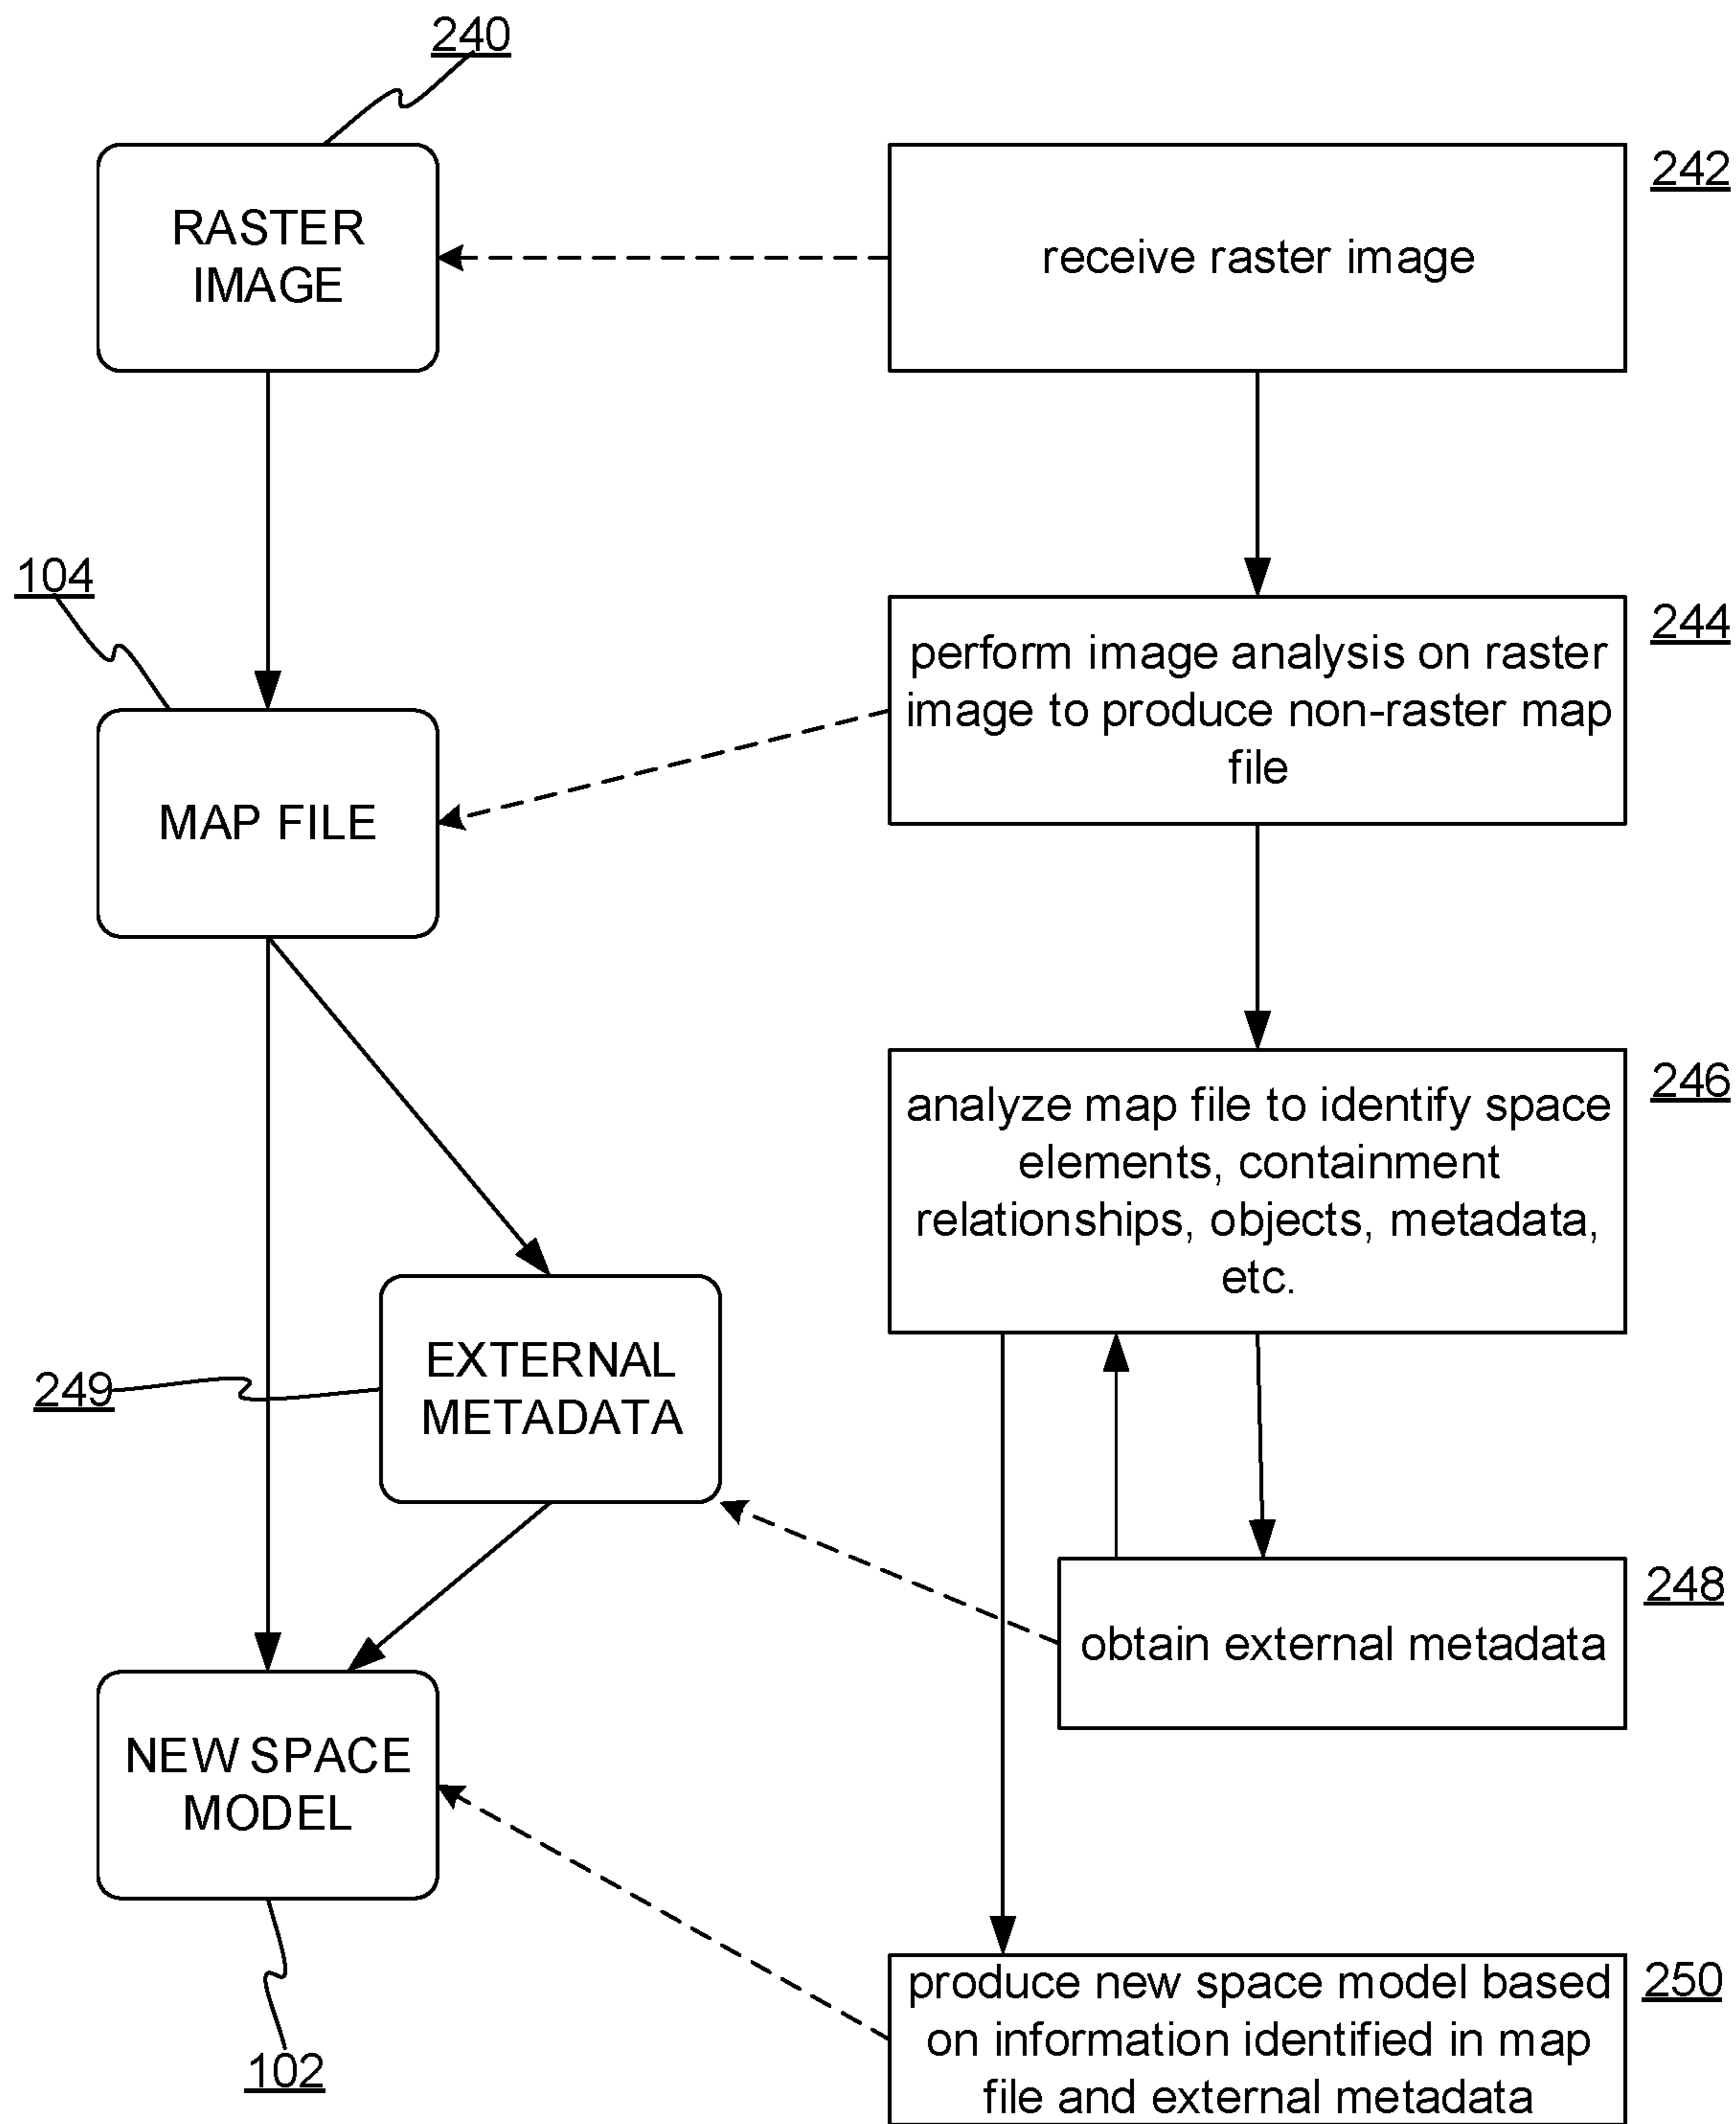 240
RASTER
IMAGE
receive raster image
242
104
MAP FILE
perform image analysis on raster
image to produce non-raster map
file
244
analyze map file to identify space
elements, containment
relationships, objects, metadata,
etc.
246
EXTERNAL
METADATA
249
obtain external metadata
248
NEW SPACE
MODEL
102
produce new space model based
on information identified in map
file and external metadata
250